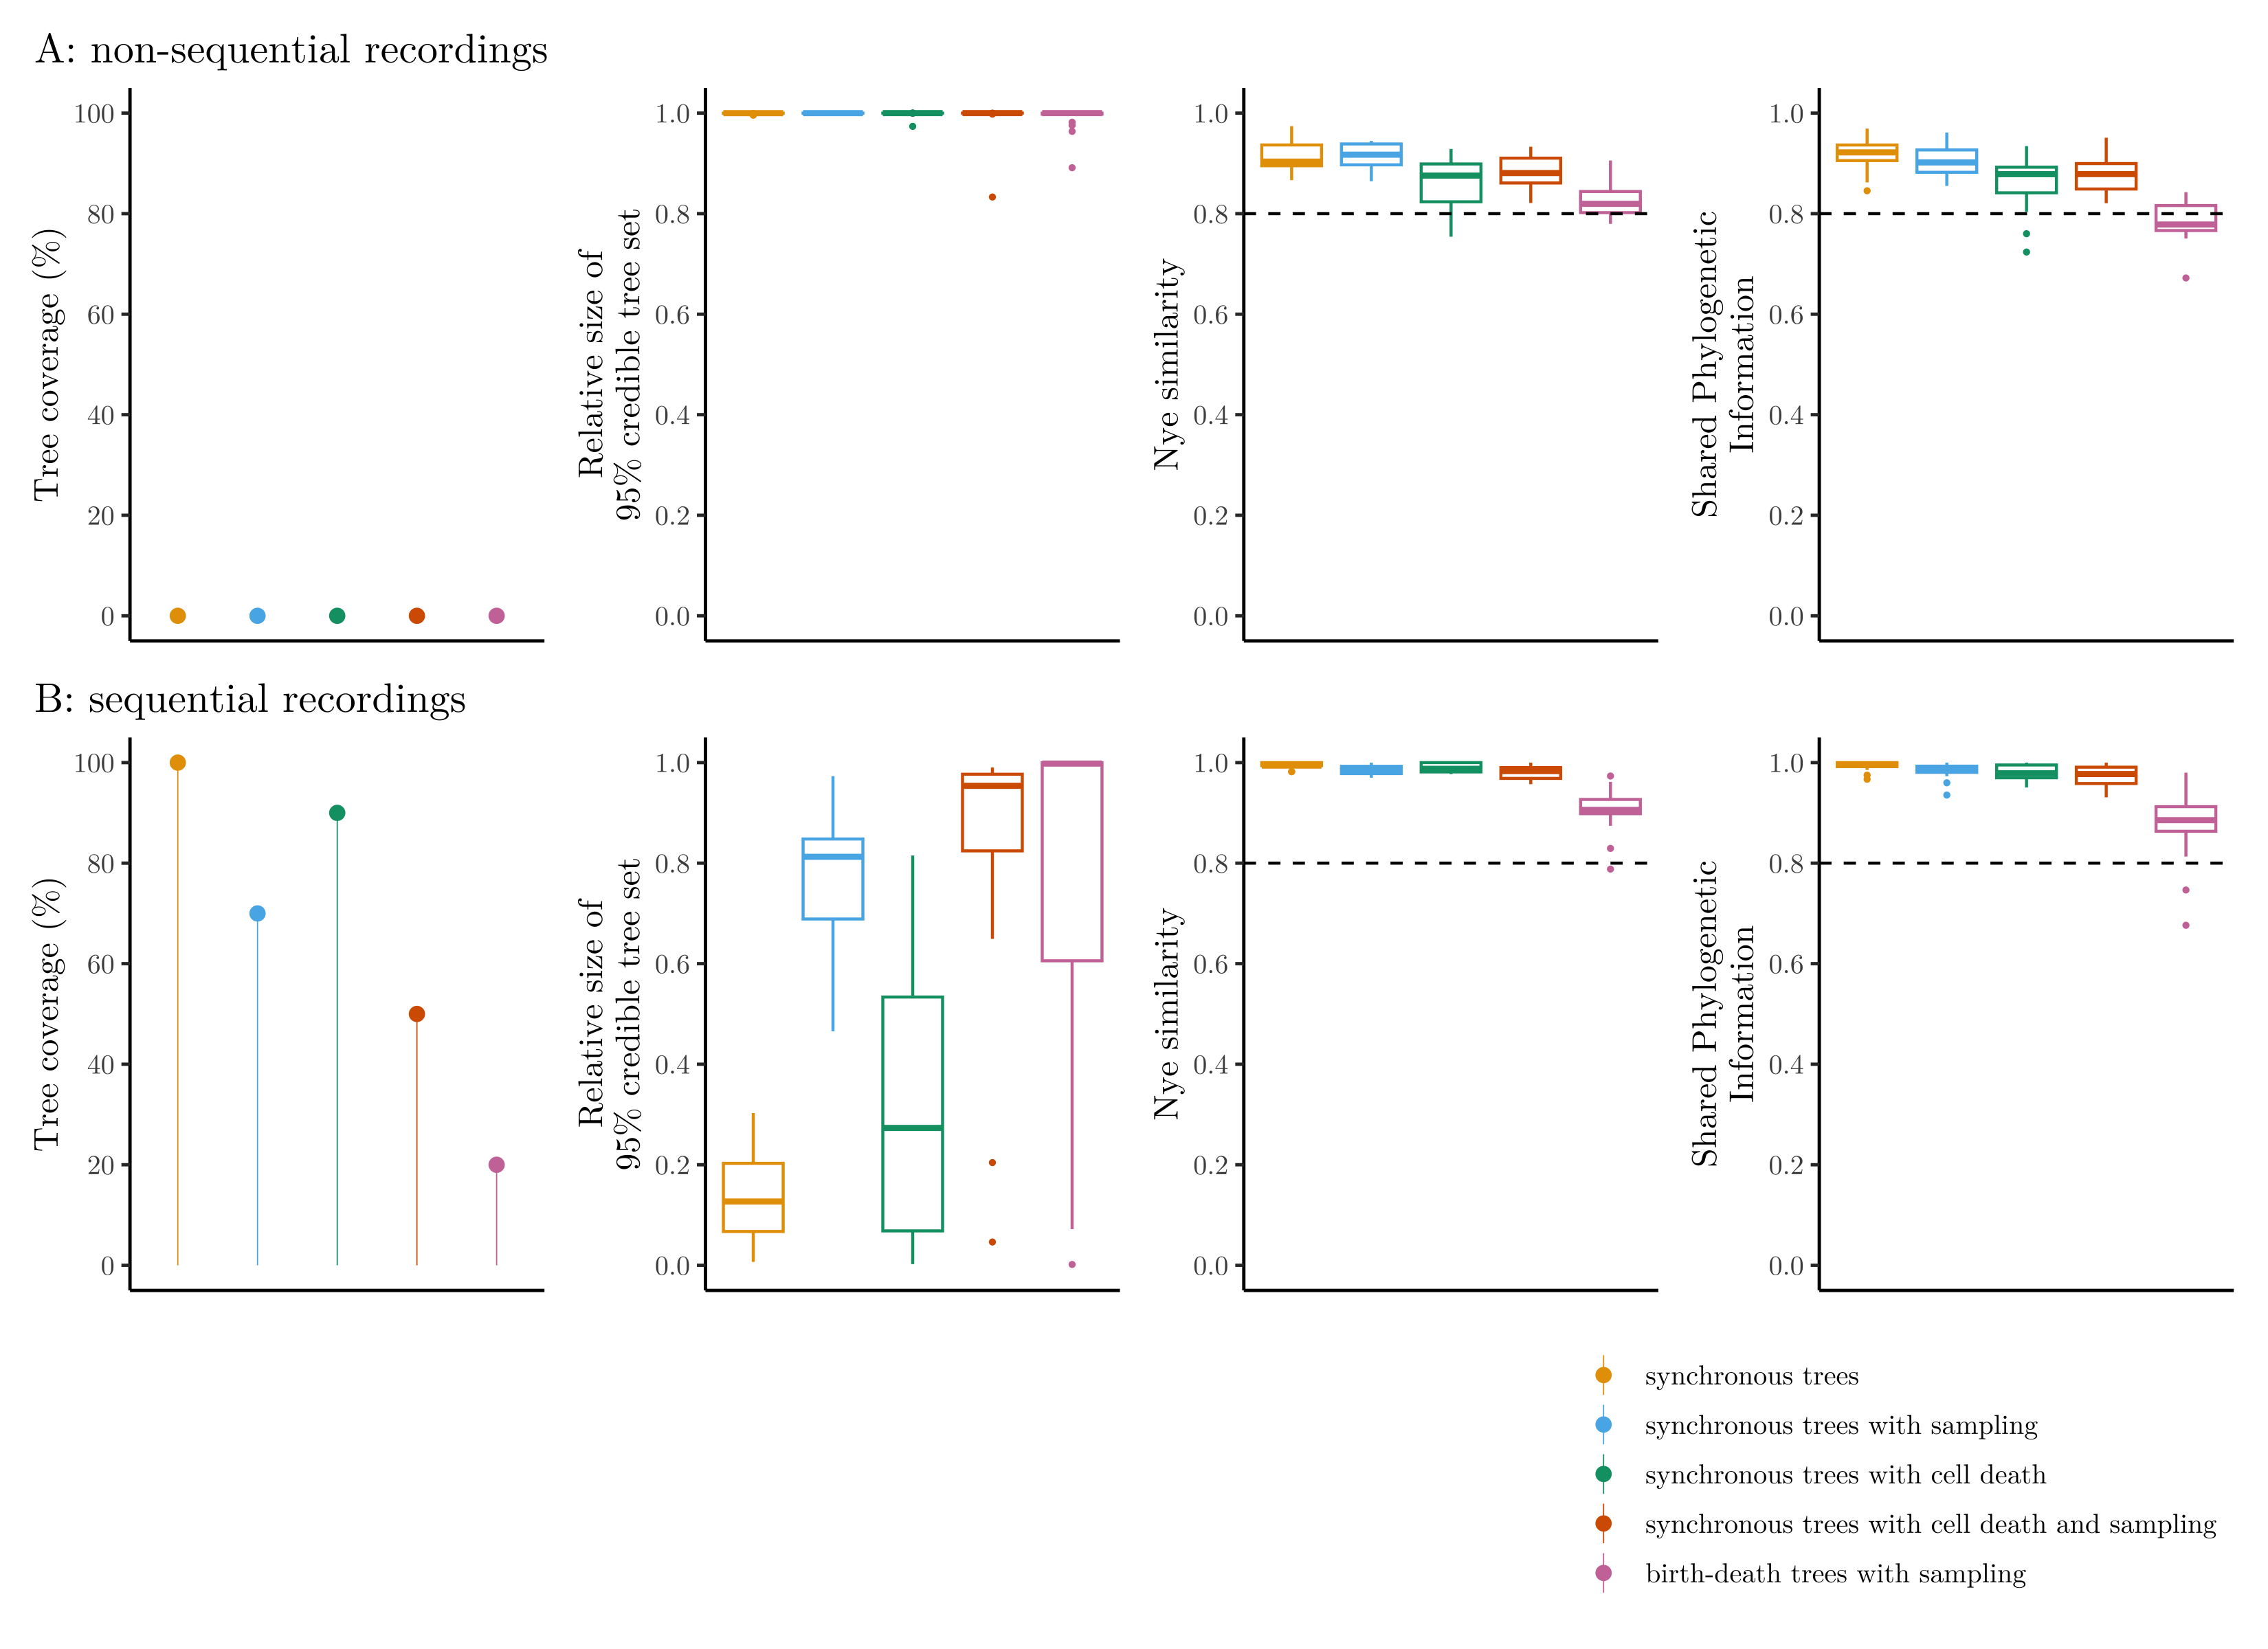 A: non-sequential recordings
Tree coverage (%)
100
80
60
40
20
0
Relative size of
95% credible tree set
1.0
0.8
0.6
0.4
0.2
0.0
Nye similarity
1.0
0.8
0.6
0.4
0.2
0.0
Shared Phylogenetic
Information
1.0
0.8
0.6
0.4
0.2
0.0
B: sequential recordings
Tree coverage (%)
100
80
60
40
20
0
Relative size of
95% credible tree set
1.0
0.8
0.6
0.4
0.2
0.0
Nye similarity
1.0
0.8
0.6
0.4
0.2
0.0
Shared Phylogenetic
Information
1.0
0.8
0.6
0.4
0.2
0.0
synchronous trees
synchronous trees with sampling
synchronous trees with cell death
synchronous trees with cell death and sampling
birth-death trees with sampling